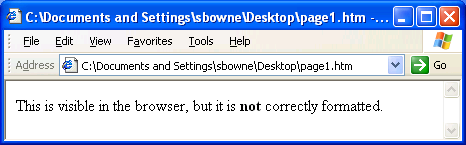 C:\Documents and Settings\sbowne\Desktop\page1.htm - ...
File Edit View Favorites Tools Help
Address C:\Documents and Settings\sbowne\Desktop\page1.htm Go
This is visible in the browser, but it is not correctly formatted.